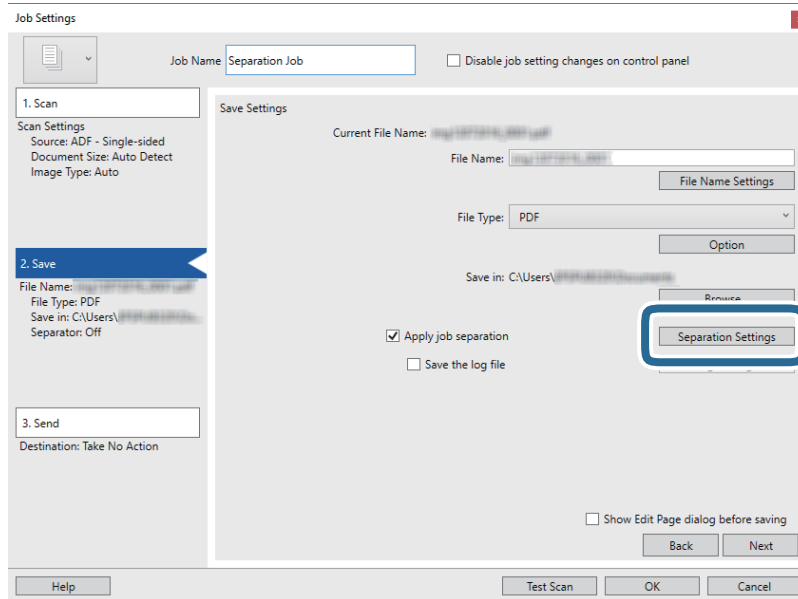 Job Settings
Job Name Separation Job
Disable job setting changes on control panel
1. Scan
Scan Settings
Source: ADF - Single-sided
Document Size: Auto Detect
Image Type: Auto
2. Save
File Name:
File Type: PDF
Save in: C:\Users\
Separator: Off
3. Send
Destination: Take No Action
Save Settings
Current File Name:
File Name:
File Name Settings
File Type: PDF
Option
Save in: C:\Users\
Browse
Apply job separation
Separation Settings
Save the log file
Show Edit Page dialog before saving
Back Next
Help
Test Scan OK Cancel